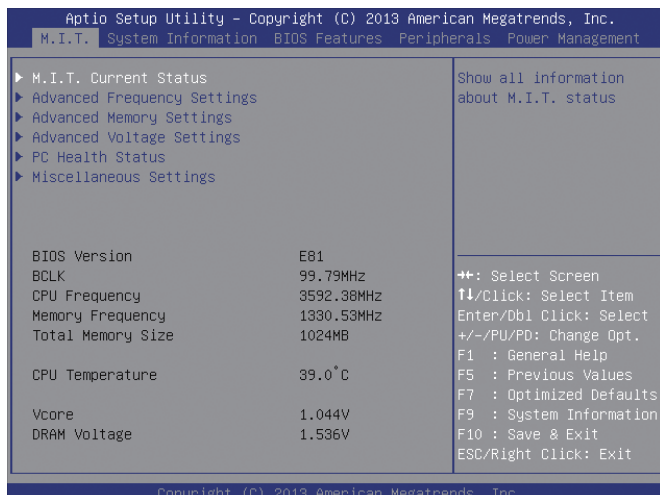 Aptio Setup Utility – Copyright (C) 2013 American Megatrends, Inc.
M.I.T. System Information BIOS Features Peripherals Power Management
M.I.T. Current Status
Advanced Frequency Settings
Advanced Memory Settings
Advanced Voltage Settings
PC Health Status
Miscellaneous Settings
BIOS Version E81
BCLK 99.79MHz
CPU Frequency 3592.38MHz
Memory Frequency 1330.53MHz
Total Memory Size 1024MB
CPU Temperature 39.0°C
Vcore 1.044V
DRAM Voltage 1.536V
Show all information
about M.I.T. status
→←: Select Screen
↑↓/Click: Select Item
Enter/Dbl Click: Select
+/-/PU/PD: Change Opt.
F1 : General Help
F5 : Previous Values
F7 : Optimized Defaults
F9 : System Information
F10 : Save & Exit
ESC/Right Click: Exit
Copyright (C) 2013 American Megatrends, Inc.